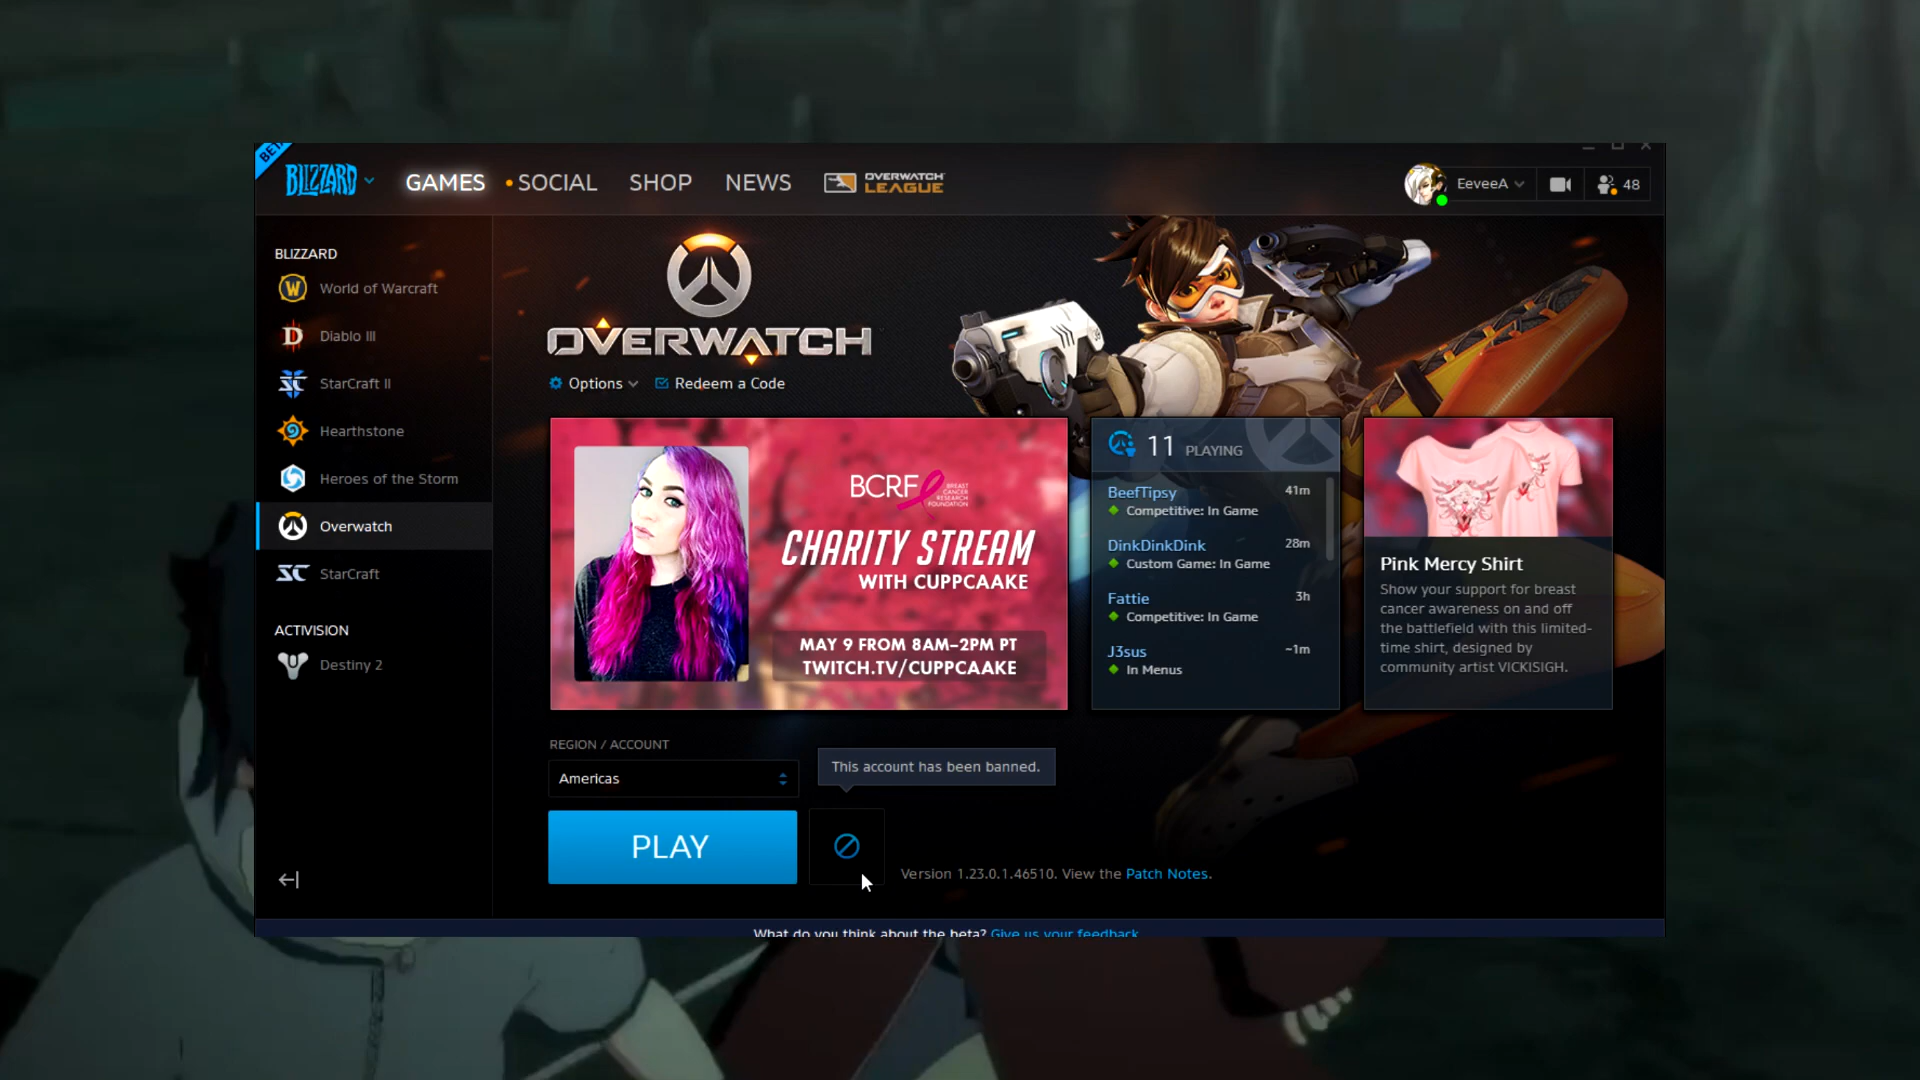 BETA
BLIZZARD
GAMES
SOCIAL
SHOP
NEWS
OVERWATCH
LEAGUE
EeveeA
48
BLIZZARD
World of Warcraft
Diablo III
StarCraft II
Hearthstone
Heroes of the Storm
Overwatch
StarCraft
ACTIVISION
Destiny 2
OVERWATCH
Options
Redeem a Code
BCRF
BREAST
CANCER
RESEARCH
FOUNDATION
CHARITY STREAM
WITH CUPPCAAKE
MAY 9 FROM 8AM–2PM PT
TWITCH.TV/CUPPCAAKE
11 PLAYING
BeefTipsy 41m
Competitive: In Game
DinkDinkDink 28m
Custom Game: In Game
Fattie 3h
Competitive: In Game
J3sus ~1m
In Menus
Pink Mercy Shirt
Show your support for breast
cancer awareness on and off
the battlefield with this limited-
time shirt, designed by
community artist VICKISIGH.
REGION / ACCOUNT
Americas
This account has been banned.
PLAY
Version 1.23.0.1.46510. View the Patch Notes.
What do you think about the beta? Give us your feedback